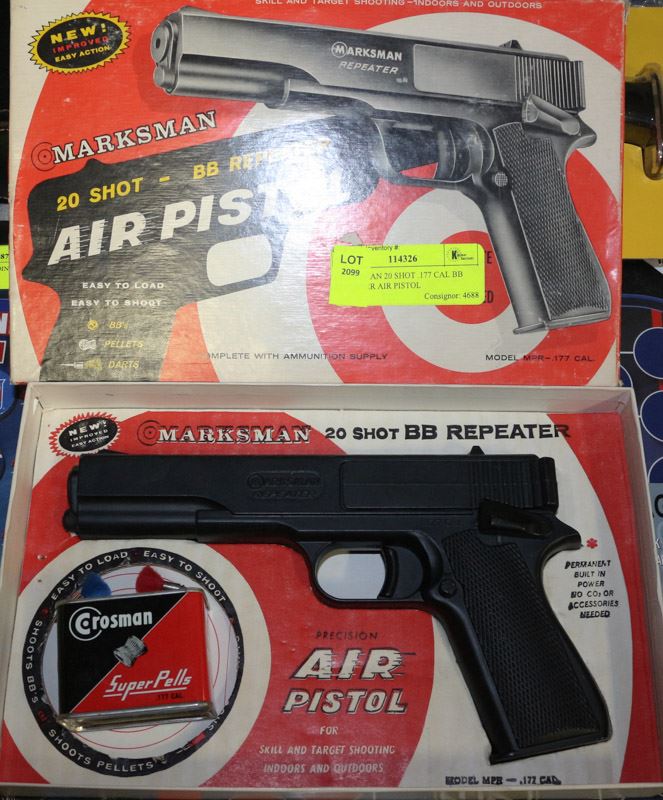 SKILL AND TARGET SHOOTING - INDOORS AND OUTDOORS
NEW!
IMPROVED
EASY ACTION
MARKSMAN
REPEATER
MARKSMAN
20 SHOT - BB REPEATER
AIR PISTOL
EASY TO LOAD
EASY TO SHOOT
BB's
PELLETS
DARTS
LOT
2099
Inventory #:
114326
AN 20 SHOT .177 CAL BB
R AIR PISTOL
Consignor: 4688
COMPLETE WITH AMMUNITION SUPPLY
MODEL MPR-.177 CAL.
NEW!
IMPROVED
EASY ACTION
MARKSMAN 20 SHOT BB REPEATER
MARKSMAN
REPEATER
PERMANENT
BUILT IN
POWER
NO CO2 OR
ACCESSORIES
NEEDED
EASY TO LOAD
EASY TO SHOOT
SHOOTS BB'S
SHOOTS PELLETS
Crosman
SuperPells
.177 CAL.
PRECISION
AIR
PISTOL
FOR
SKILL AND TARGET SHOOTING
INDOORS AND OUTDOORS
MODEL MPR - .177 CAL.